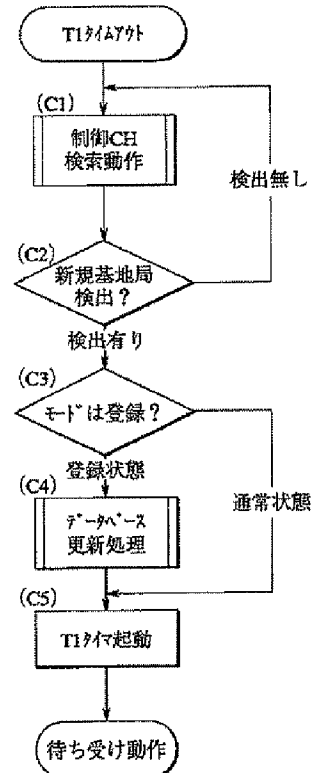 T1タイムアウト
(C1)
制御CH
検索動作
検出無し
(C2)
新規基地局
検出？
検出有り
(C3)
モードは登録？
登録状態
通常状態
(C4)
データベース
更新処理
(C5)
T1タイマ起動
待ち受け動作